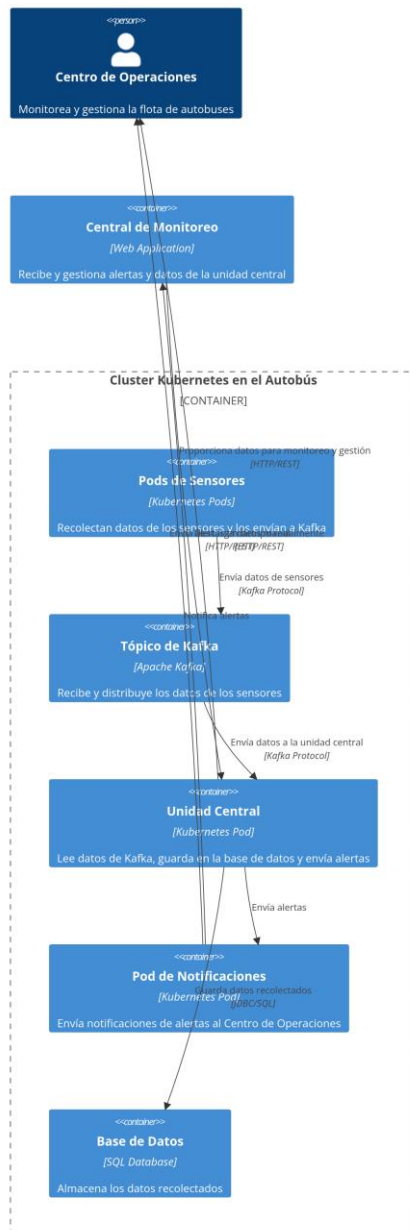 <<person>>
Centro de Operaciones
Monitorea y gestiona la flota de autobuses
<<container>>
Central de Monitoreo
[Web Application]
Recibe y gestiona alertas y datos de la unidad central
Cluster Kubernetes en el Autobús
[CONTAINER]
Proporciona datos para monitoreo y gestión
[HTTP/REST]
<<container>>
Pods de Sensores
[Kubernetes Pods]
Recolectan datos de los sensores y los envían a Kafka
[HTTP/REST]
[HTTP/REST]
Envía datos de sensores
[Kafka Protocol]
Notifica alertas
<<container>>
Tópico de Kafka
[Apache Kafka]
Recibe y distribuye los datos de los sensores
Envía datos a la unidad central
[Kafka Protocol]
<<container>>
Unidad Central
[Kubernetes Pod]
Lee datos de Kafka, guarda en la base de datos y envía alertas
Envía alertas
<<container>>
Pod de Notificaciones
[Kubernetes Pod]
Guarda datos recolectados
[JDBC/SQL]
Envía notificaciones de alertas al Centro de Operaciones
<<container>>
Base de Datos
[SQL Database]
Almacena los datos recolectados